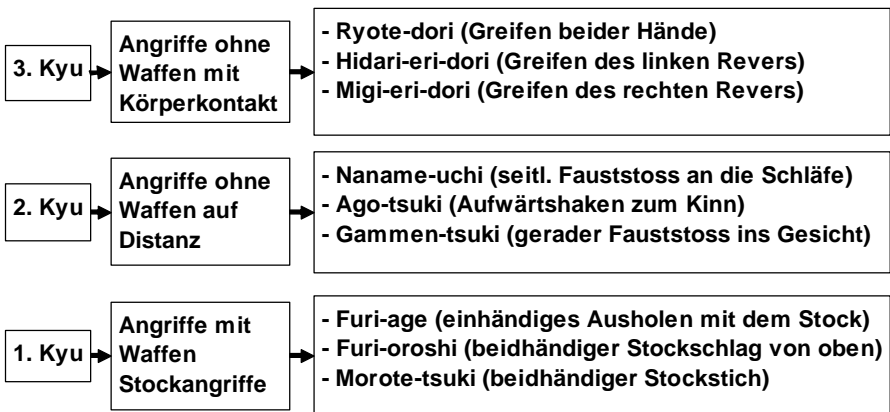 3. Kyu
Angriffe ohne
Waffen mit
Körperkontakt
- Ryote-dori (Greifen beider Hände)
- Hidari-eri-dori (Greifen des linken Revers)
- Migi-eri-dori (Greifen des rechten Revers)
2. Kyu
Angriffe ohne
Waffen auf
Distanz
- Naname-uchi (seitl. Fauststoss an die Schläfe)
- Ago-tsuki (Aufwärtshaken zum Kinn)
- Gammen-tsuki (gerader Fauststoss ins Gesicht)
1. Kyu
Angriffe mit
Waffen
Stockangriffe
- Furi-age (einhändiges Ausholen mit dem Stock)
- Furi-oroshi (beidhändiger Stockschlag von oben)
- Morote-tsuki (beidhändiger Stockstich)